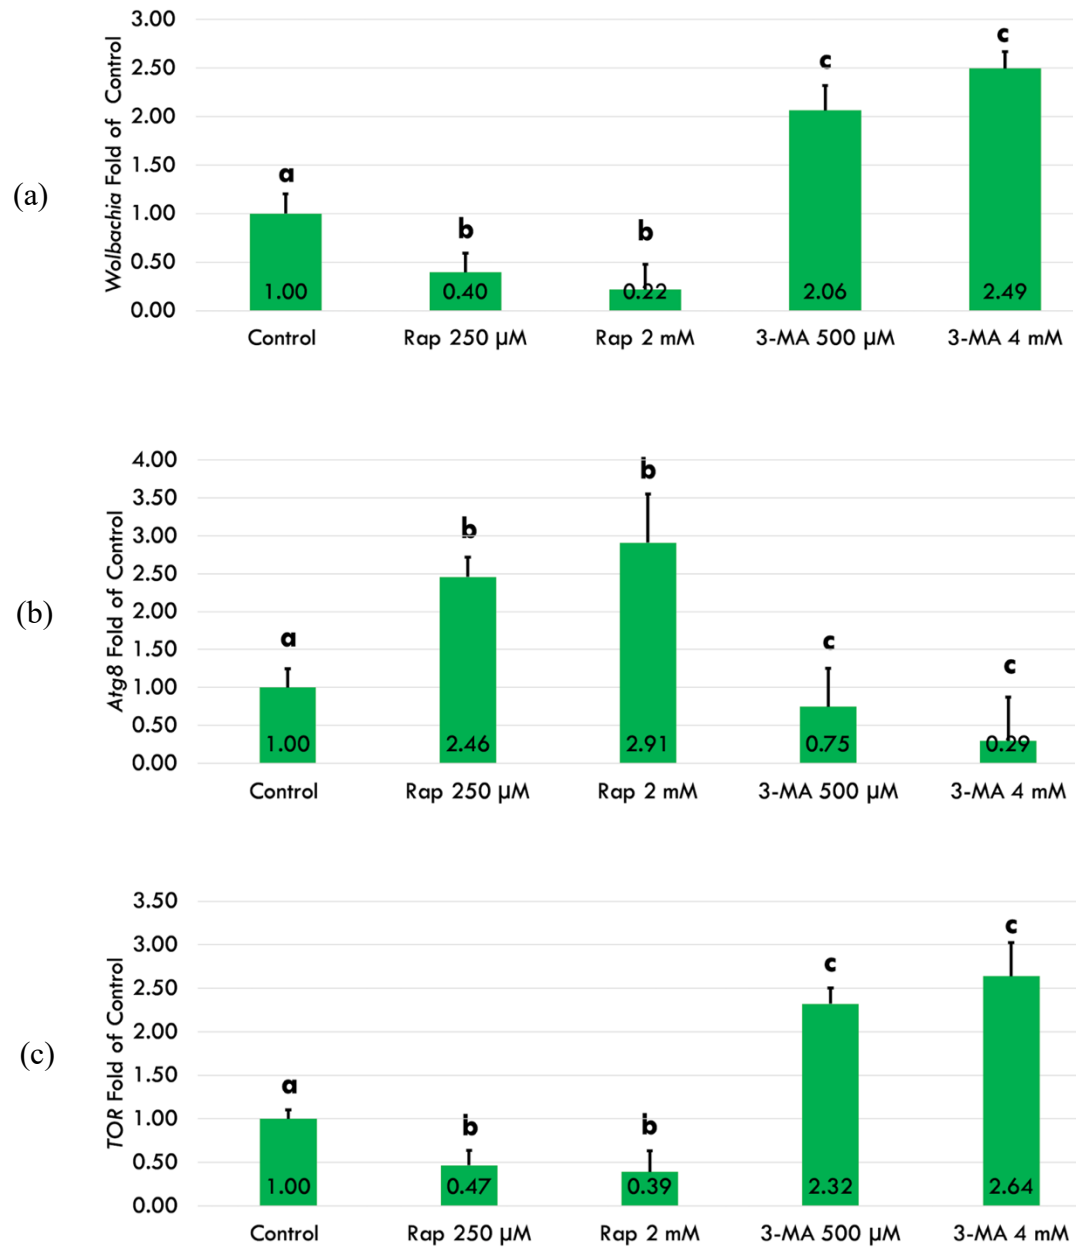 (a)
Wolbachia Fold of Control
3.00
2.50
2.00
1.50
1.00
0.50
0.00
a
b
b
c
c
1.00
0.40
0.22
2.06
2.49
Control
Rap 250 µM
Rap 2 mM
3-MA 500 µM
3-MA 4 mM
(b)
Atg8 Fold of Control
4.00
3.50
3.00
2.50
2.00
1.50
1.00
0.50
0.00
a
b
b
c
c
1.00
2.46
2.91
0.75
0.29
Control
Rap 250 µM
Rap 2 mM
3-MA 500 µM
3-MA 4 mM
(c)
TOR Fold of Control
3.50
3.00
2.50
2.00
1.50
1.00
0.50
0.00
a
b
b
c
c
1.00
0.47
0.39
2.32
2.64
Control
Rap 250 µM
Rap 2 mM
3-MA 500 µM
3-MA 4 mM